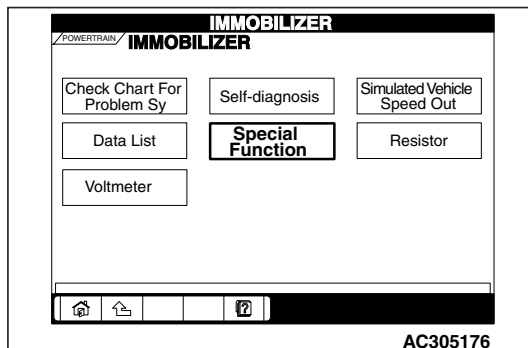 IMMOBILIZER
POWERTRAIN
IMMOBILIZER
Check Chart For
Problem Sy
Self-diagnosis
Simulated Vehicle
Speed Out
Data List
Special
Function
Resistor
Voltmeter
?
AC305176